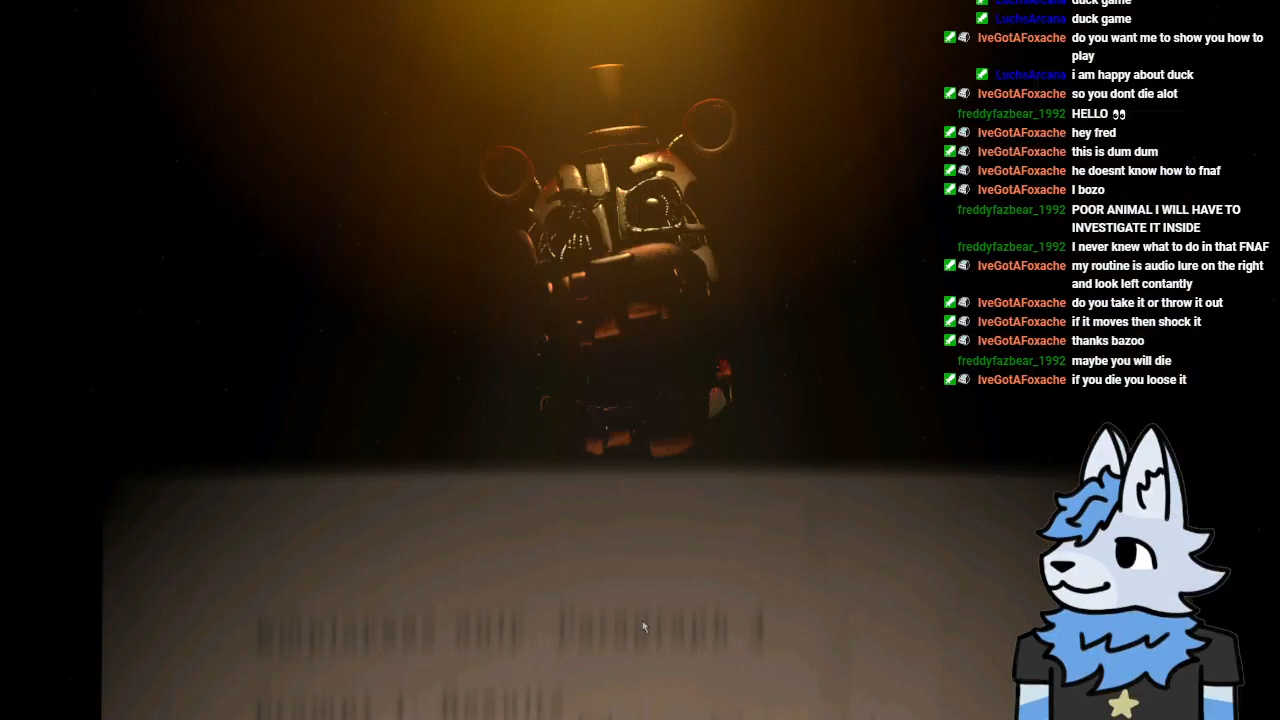 LuchsArcana duck game
LuchsArcana duck game
IveGotAFoxache do you want me to show you how to
play
LuchsArcana i am happy about duck
IveGotAFoxache so you dont die alot
freddyfazbear_1992 HELLO 👀
IveGotAFoxache hey fred
IveGotAFoxache this is dum dum
IveGotAFoxache he doesnt know how to fnaf
IveGotAFoxache l bozo
freddyfazbear_1992 POOR ANIMAL I WILL HAVE TO
INVESTIGATE IT INSIDE
freddyfazbear_1992 I never knew what to do in that FNAF
IveGotAFoxache my routine is audio lure on the right
and look left contantly
IveGotAFoxache do you take it or throw it out
IveGotAFoxache if it moves then shock it
IveGotAFoxache thanks bazoo
freddyfazbear_1992 maybe you will die
IveGotAFoxache if you die you loose it